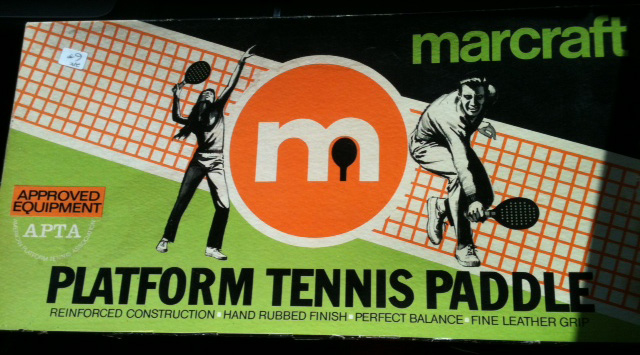 marcraft
m
APPROVED
EQUIPMENT
APTA
PLATFORM TENNIS PADDLE
REINFORCED CONSTRUCTION HAND RUBBED FINISH PERFECT BALANCE FINE LEATHER GRIP